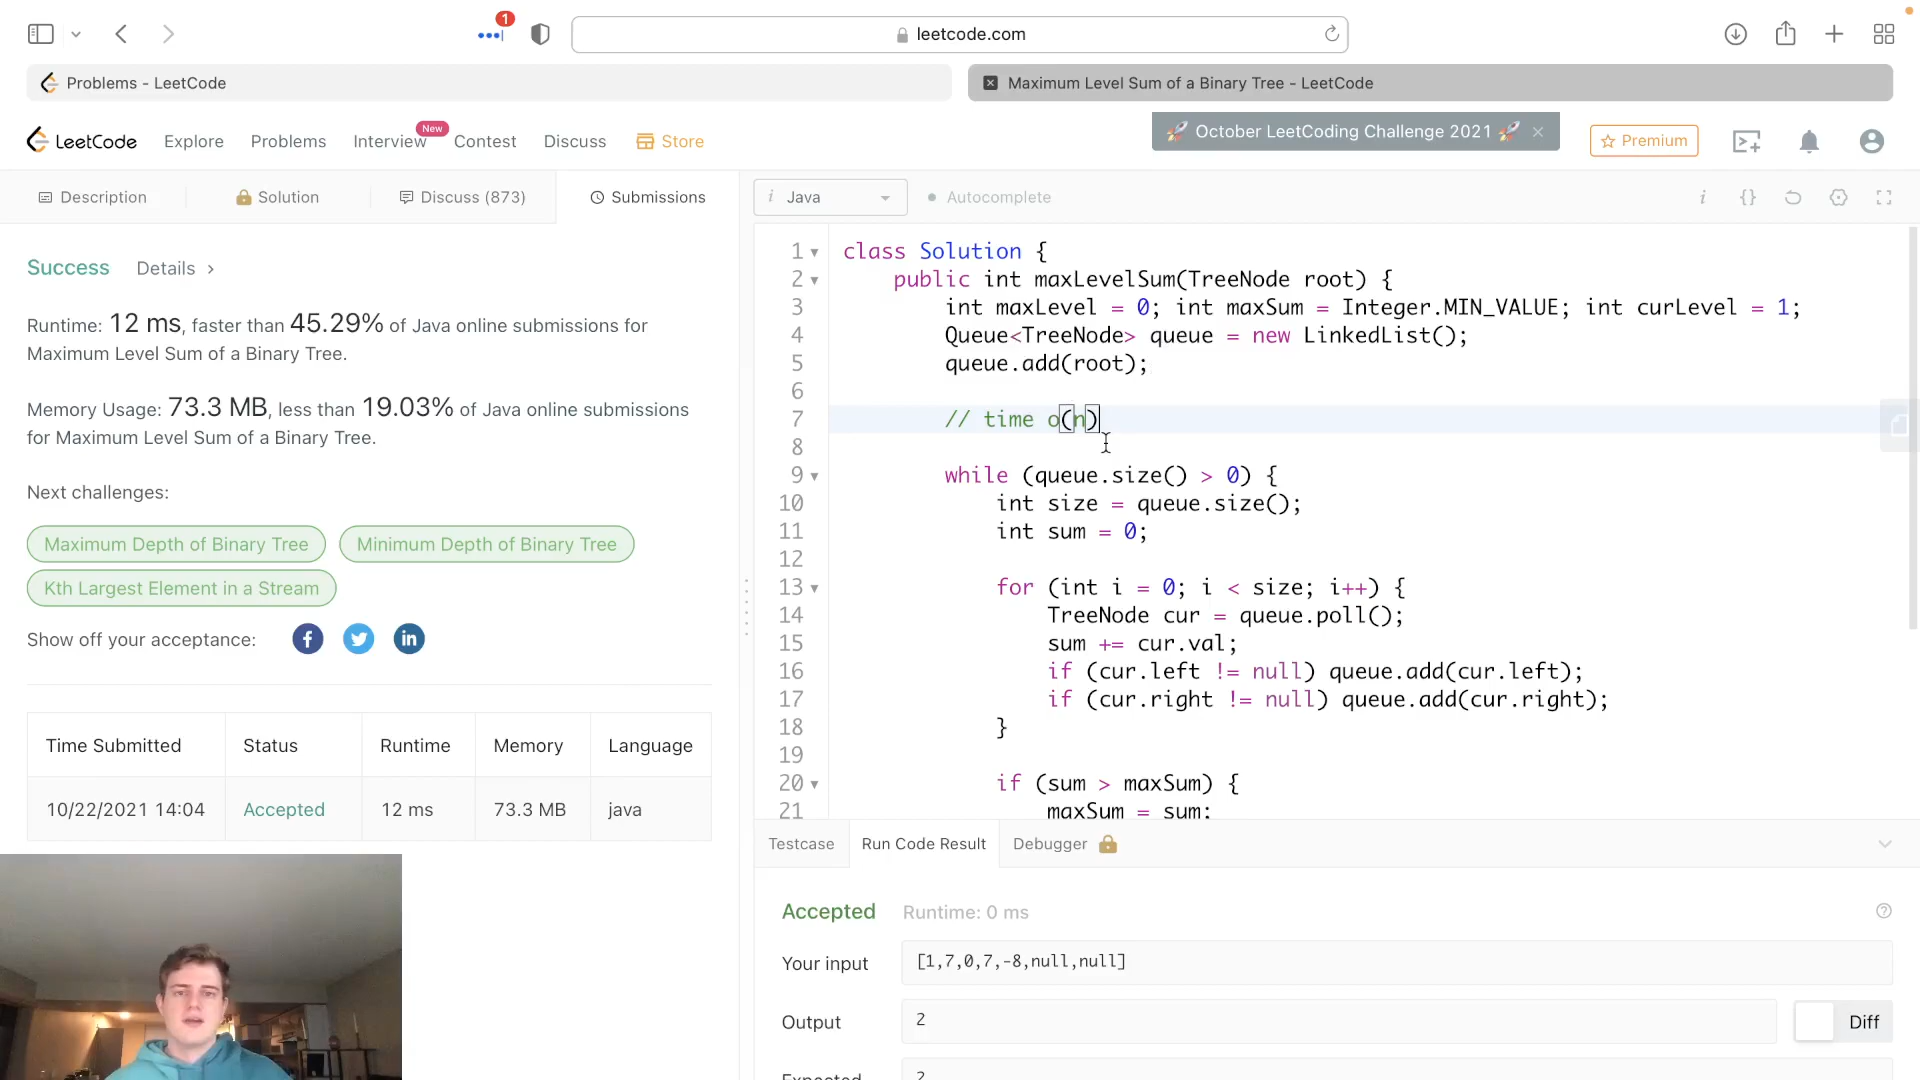 1
leetcode.com
Problems - LeetCode
Maximum Level Sum of a Binary Tree - LeetCode
LeetCode
Explore
Problems
Interview
New
Contest
Discuss
Store
🚀 October LeetCoding Challenge 2021 🚀
Premium
Description
Solution
Discuss (873)
Submissions
i Java
Autocomplete
Success
Details >
Runtime: 12 ms, faster than 45.29% of Java online submissions for
Maximum Level Sum of a Binary Tree.
Memory Usage: 73.3 MB, less than 19.03% of Java online submissions
for Maximum Level Sum of a Binary Tree.
Next challenges:
Maximum Depth of Binary Tree
Minimum Depth of Binary Tree
Kth Largest Element in a Stream
Show off your acceptance:
Time Submitted Status Runtime Memory Language
10/22/2021 14:04 Accepted 12 ms 73.3 MB java
1 class Solution {
2 public int maxLevelSum(TreeNode root) {
3 int maxLevel = 0; int maxSum = Integer.MIN_VALUE; int curLevel = 1;
4 Queue<TreeNode> queue = new LinkedList();
5 queue.add(root);
6
7 // time o(n)
8
9 while (queue.size() > 0) {
10 int size = queue.size();
11 int sum = 0;
12
13 for (int i = 0; i < size; i++) {
14 TreeNode cur = queue.poll();
15 sum += cur.val;
16 if (cur.left != null) queue.add(cur.left);
17 if (cur.right != null) queue.add(cur.right);
18 }
19
20 if (sum > maxSum) {
21 maxSum = sum;
Testcase
Run Code Result
Debugger
Accepted
Runtime: 0 ms
Your input
[1,7,0,7,-8,null,null]
Output
2
Diff
Expected
2